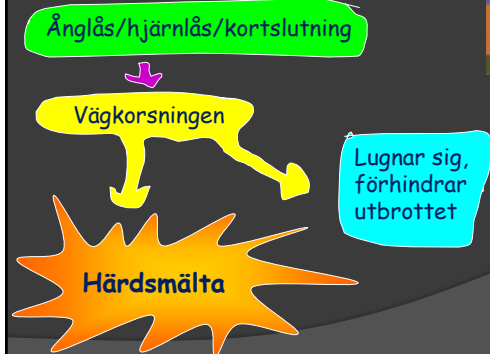 Ånglås/hjärnlås/kortslutning
Vägkorsningen
Lugnar sig,
förhindrar
utbrottet
Härdsmälta